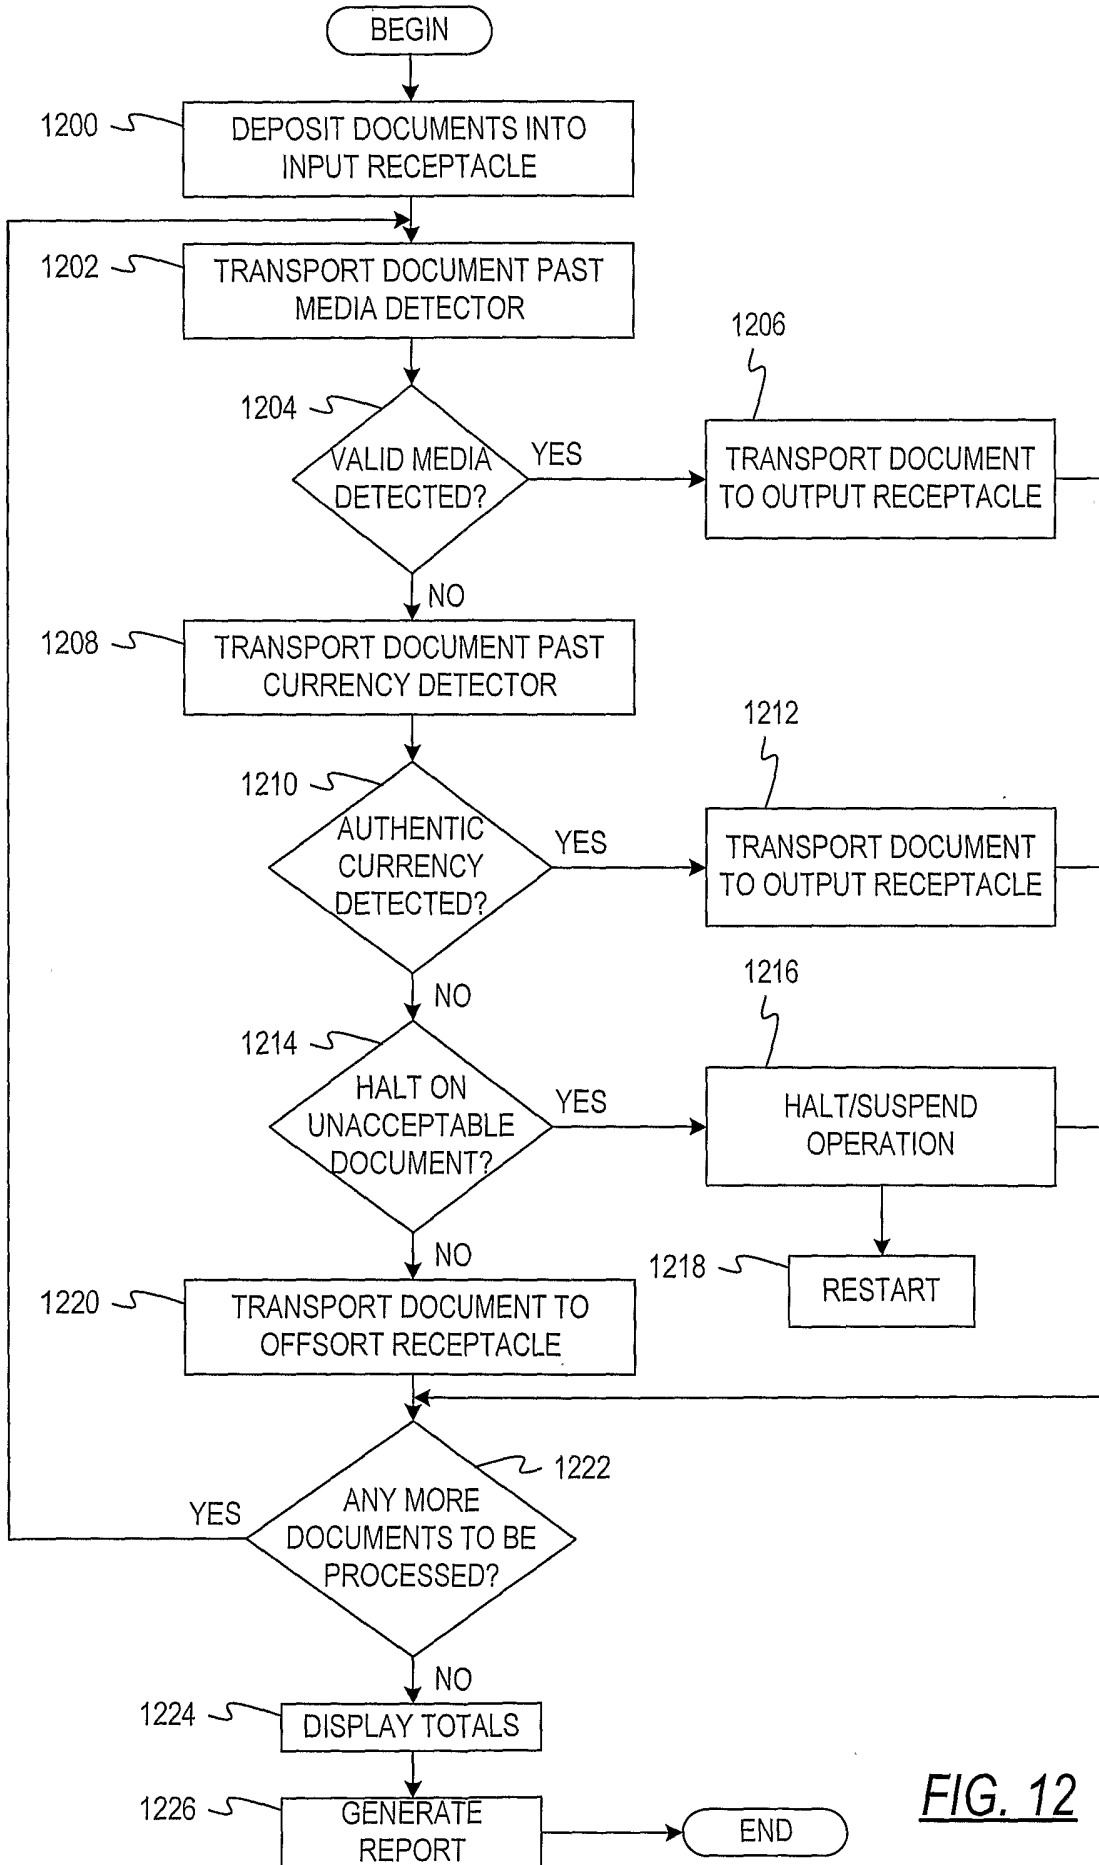 BEGIN
1200
DEPOSIT DOCUMENTS INTO
INPUT RECEPTACLE
1202
TRANSPORT DOCUMENT PAST
MEDIA DETECTOR
1204
VALID MEDIA
DETECTED?
YES
1206
TRANSPORT DOCUMENT
TO OUTPUT RECEPTACLE
NO
1208
TRANSPORT DOCUMENT PAST
CURRENCY DETECTOR
1210
AUTHENTIC
CURRENCY
DETECTED?
YES
1212
TRANSPORT DOCUMENT
TO OUTPUT RECEPTACLE
NO
1214
HALT ON
UNACCEPTABLE
DOCUMENT?
YES
1216
HALT/SUSPEND
OPERATION
1218
RESTART
NO
1220
TRANSPORT DOCUMENT TO
OFFSORT RECEPTACLE
1222
ANY MORE
DOCUMENTS TO BE
PROCESSED?
YES
NO
1224
DISPLAY TOTALS
1226
GENERATE
REPORT
END
FIG. 12